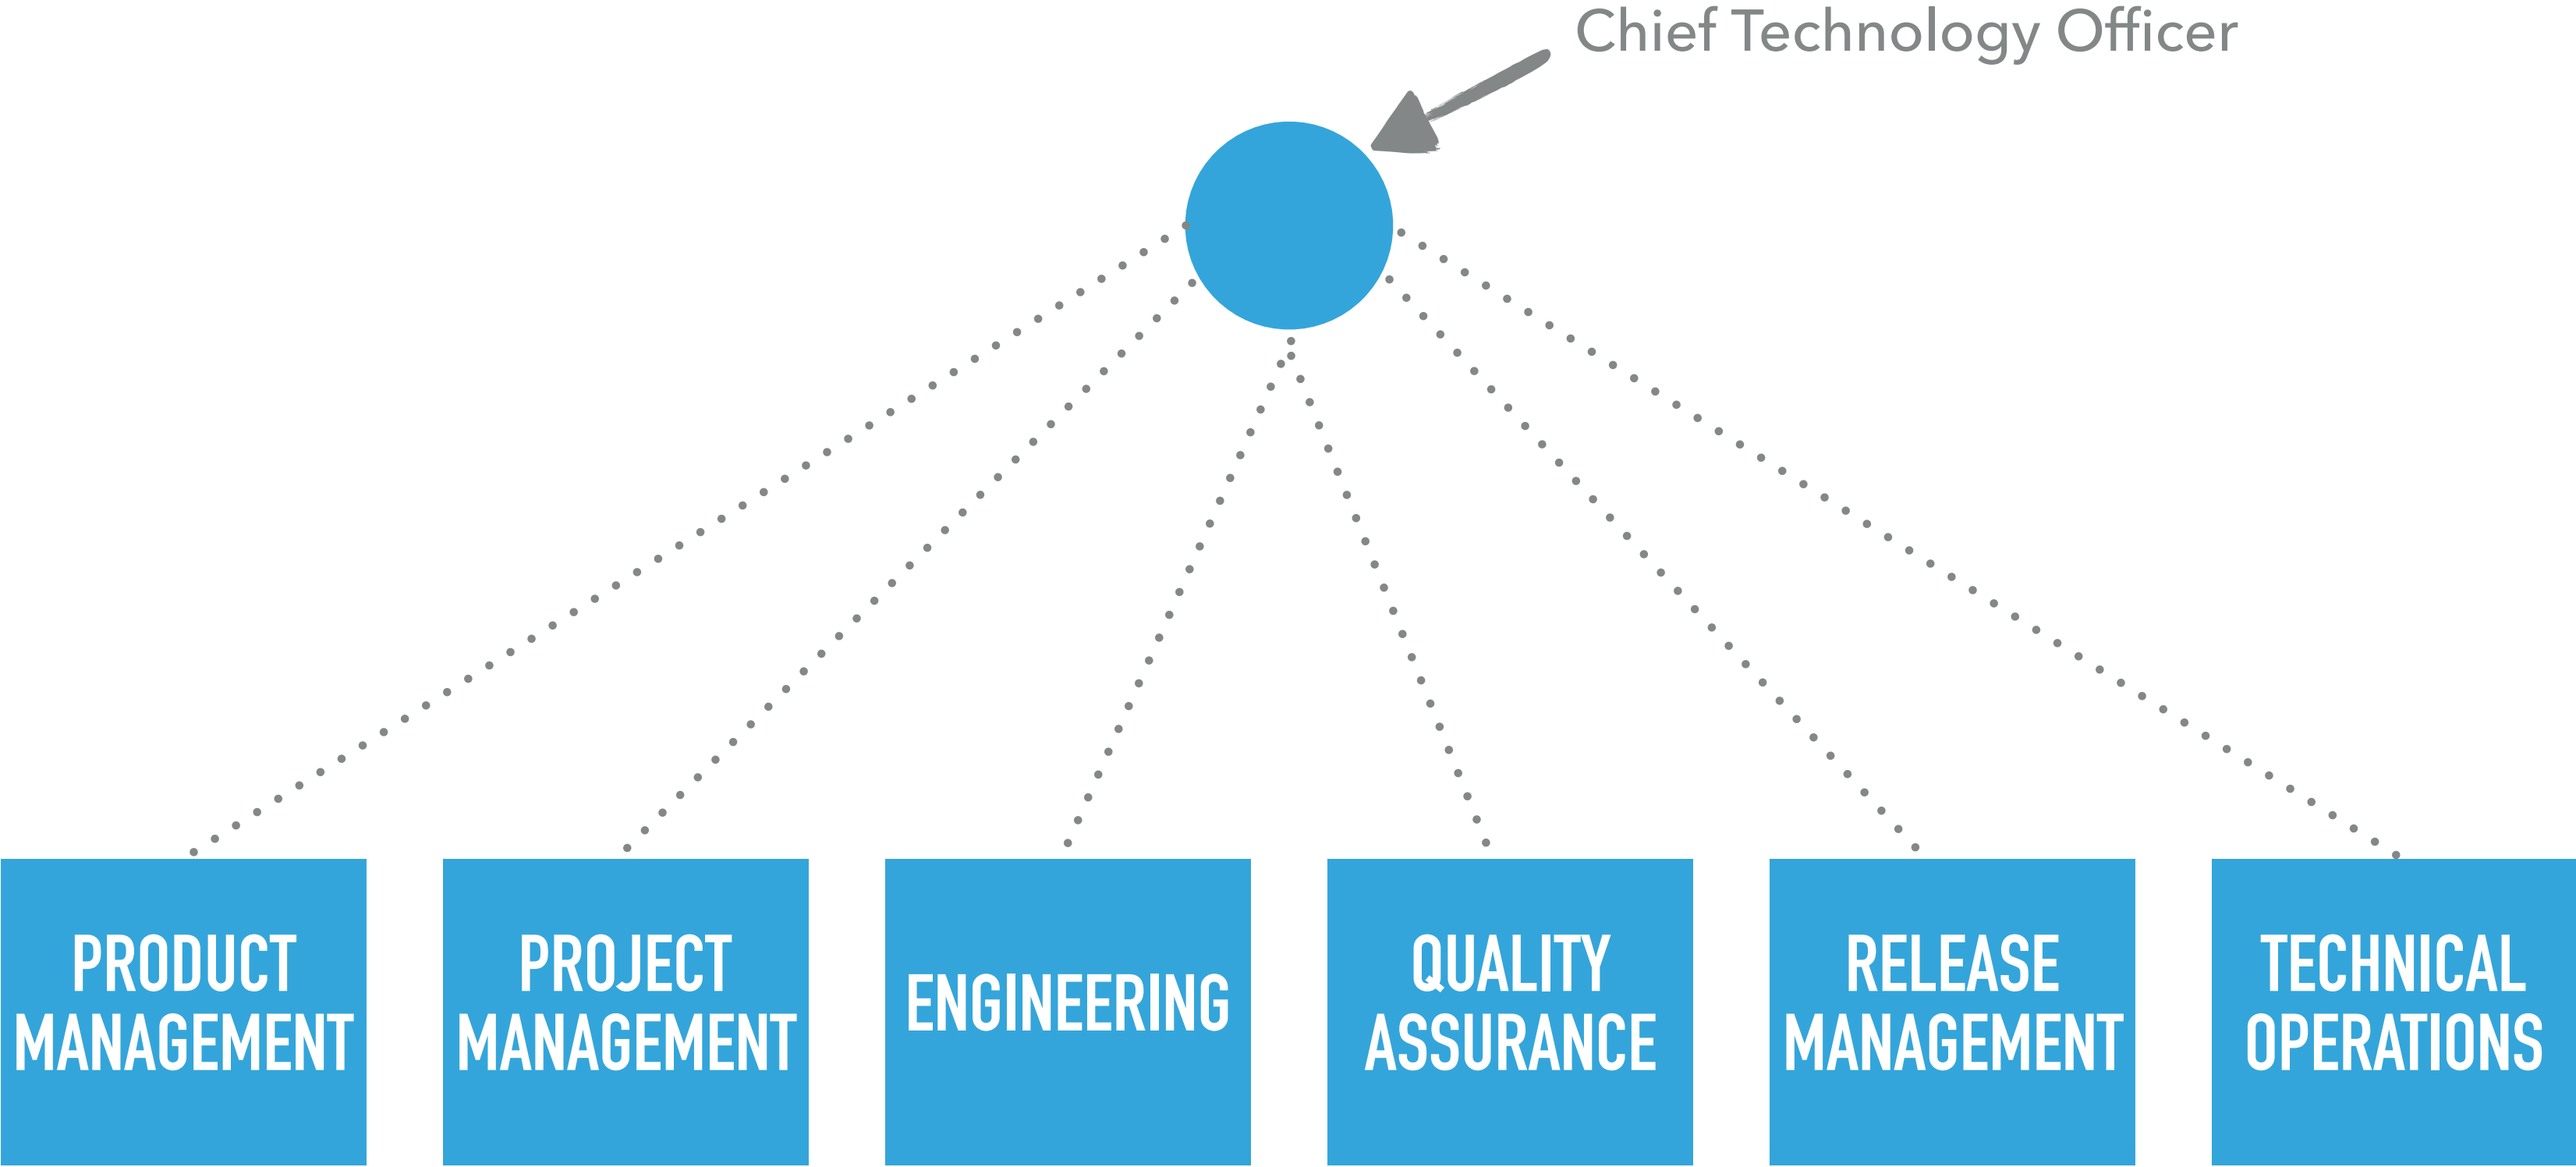 Chief Technology Officer
PRODUCT
MANAGEMENT
PROJECT
MANAGEMENT
ENGINEERING
QUALITY
ASSURANCE
RELEASE
MANAGEMENT
TECHNICAL
OPERATIONS